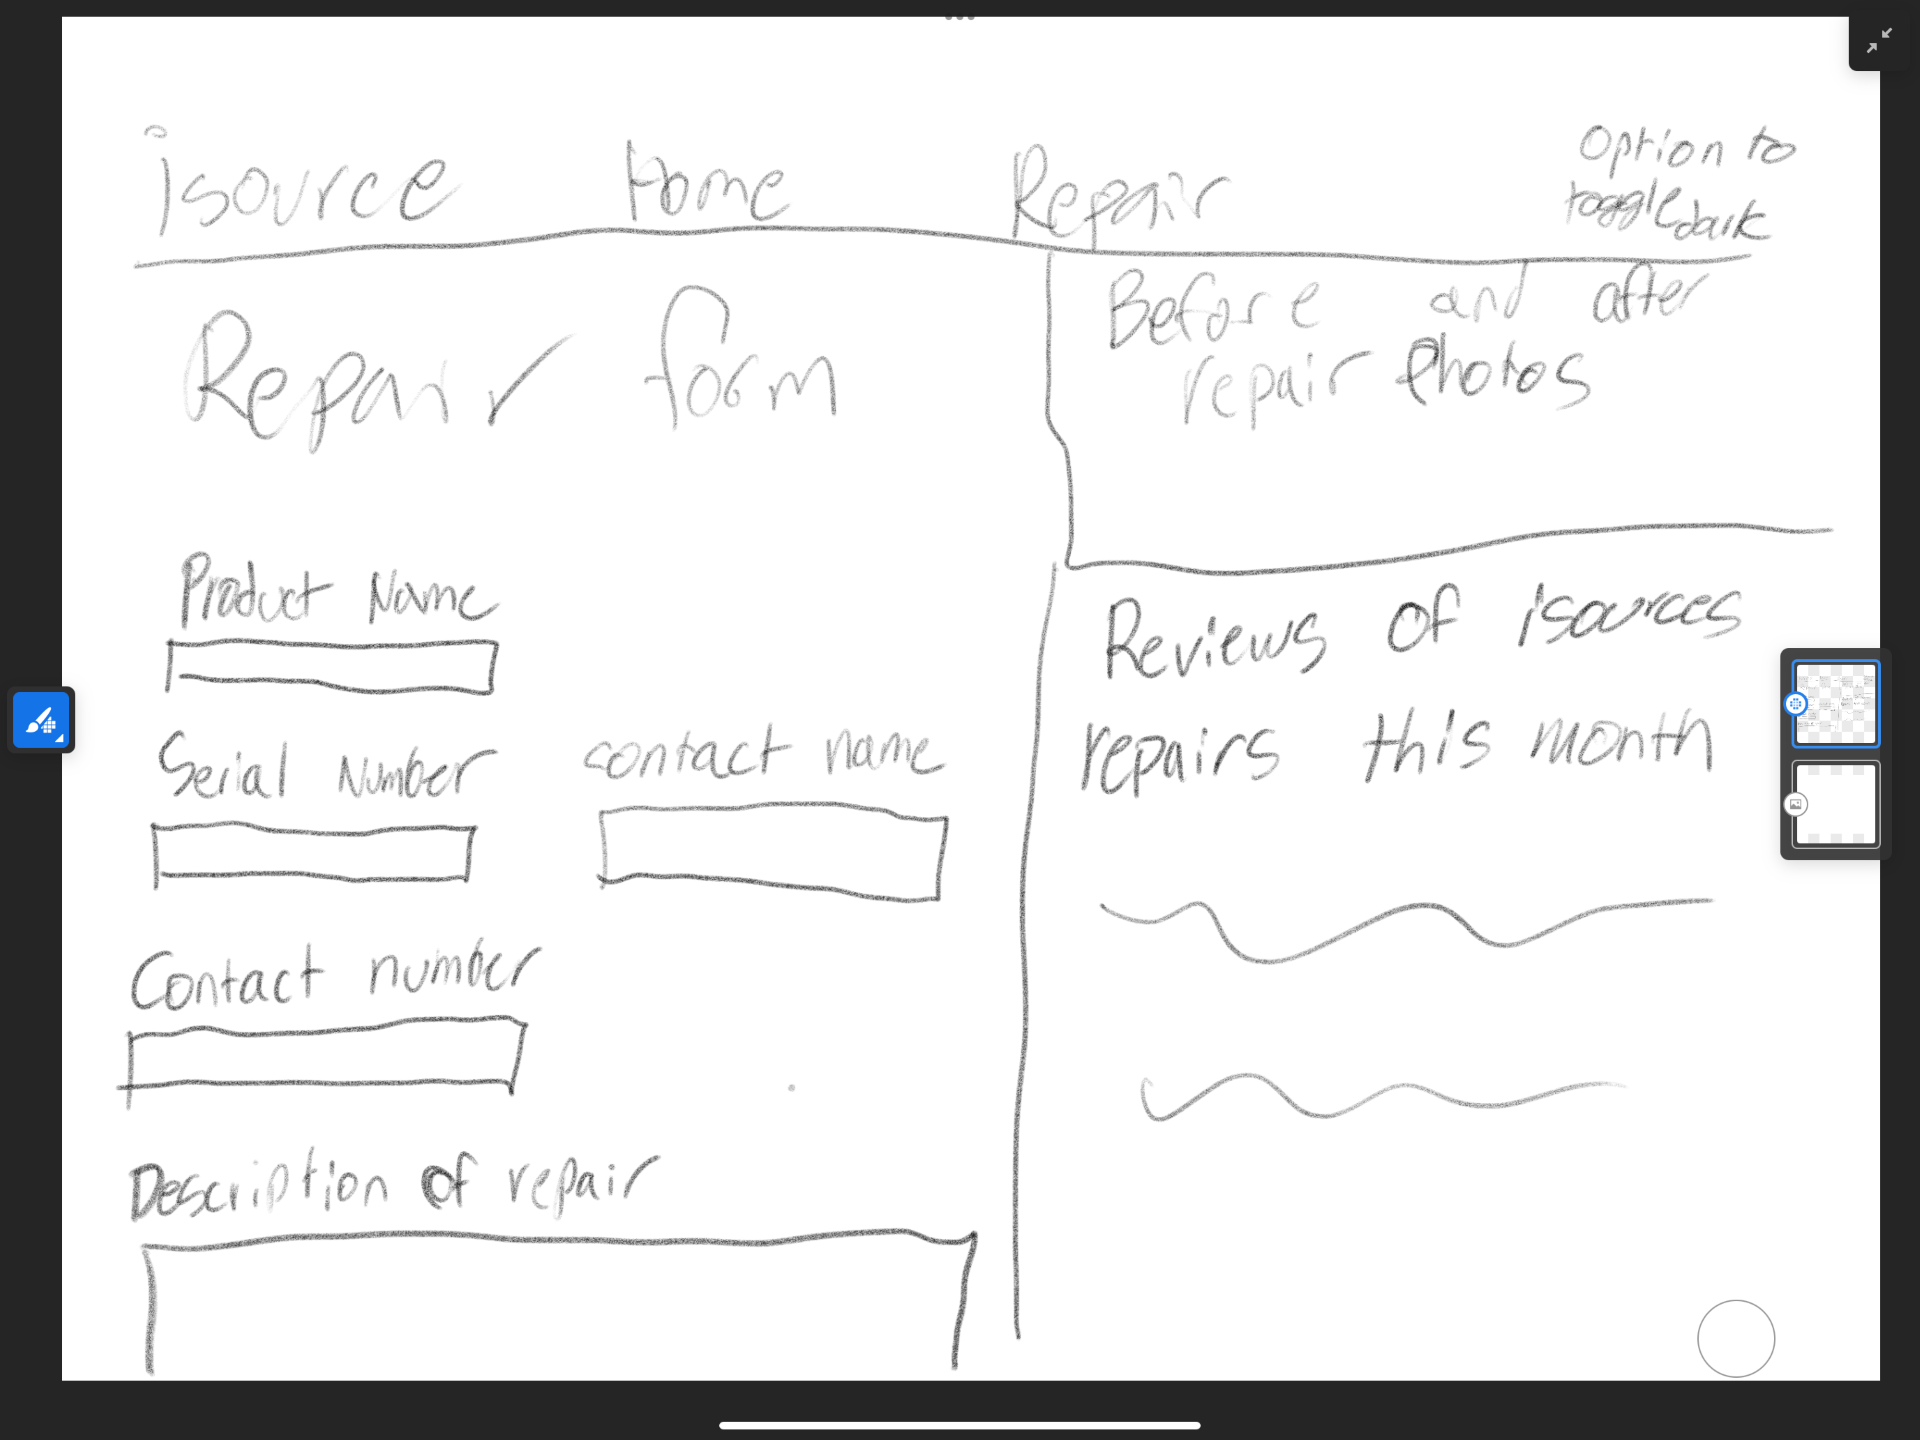 isource Home Repair Option to
toggle dark
Repair form
Before and after
repair photos
Product Name
Serial Number contact name
Contact number
Description of repair
Reviews of isources
repairs this month